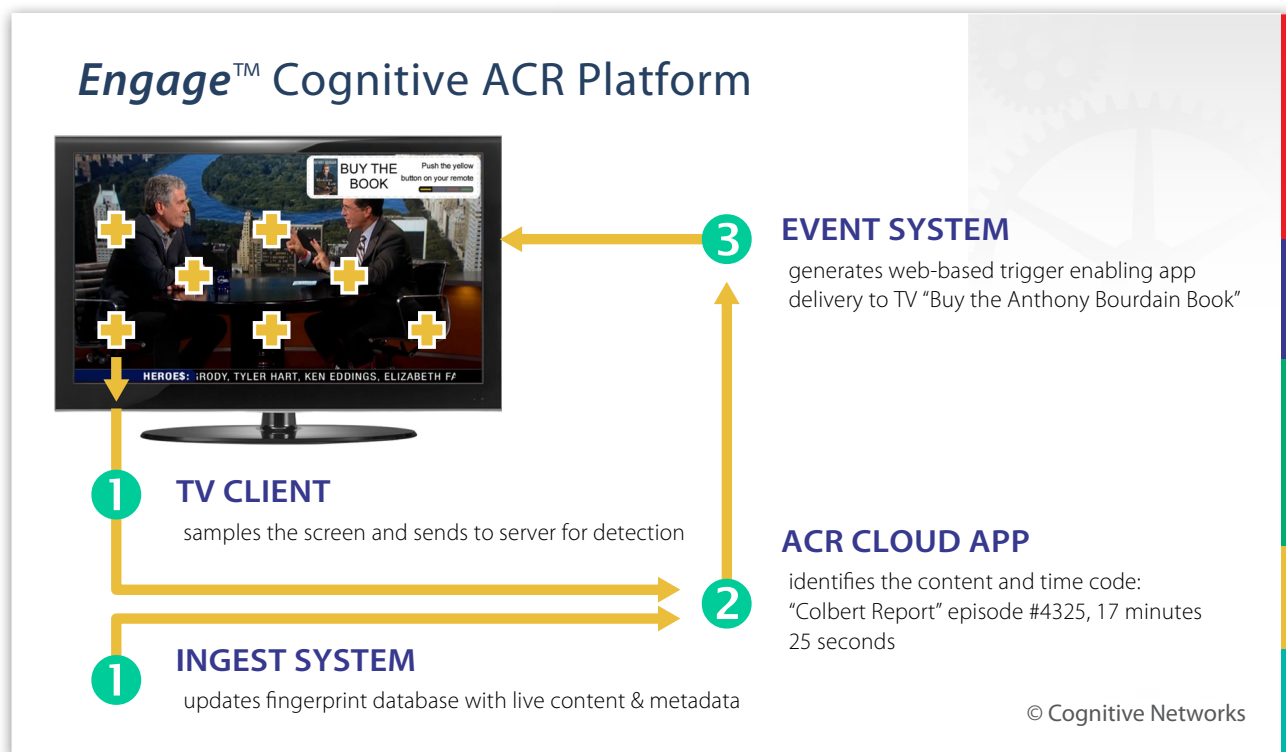 Engage™ Cognitive ACR Platform
BUY THE
BOOK
Push the yellow
button on your remote
HEROES: RODY, TYLER HART, KEN EDDINGS, ELIZABETH
3
EVENT SYSTEM
generates web-based trigger enabling app
delivery to TV “Buy the Anthony Bourdain Book”
1
TV CLIENT
samples the screen and sends to server for detection
2
ACR CLOUD APP
identifies the content and time code:
“Colbert Report” episode #4325, 17 minutes
25 seconds
1
INGEST SYSTEM
updates fingerprint database with live content & metadata
© Cognitive Networks